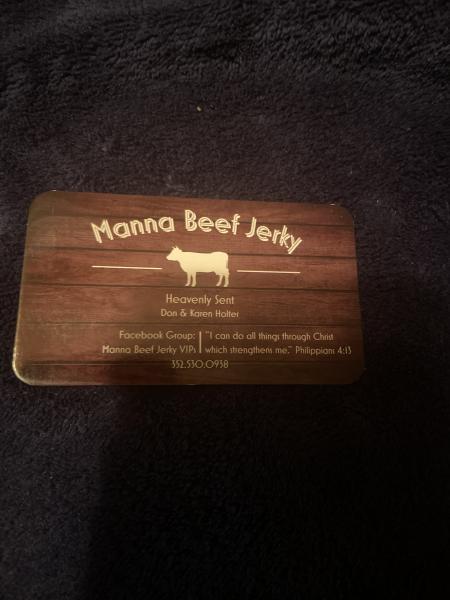 Manna Beef Jerky
Heavenly Sent
Don & Karen Holter
Facebook Group:
Manna Beef Jerky VIPs
"I can do all things through Christ
which strengthens me." Philippians 4:13
352.530.0938